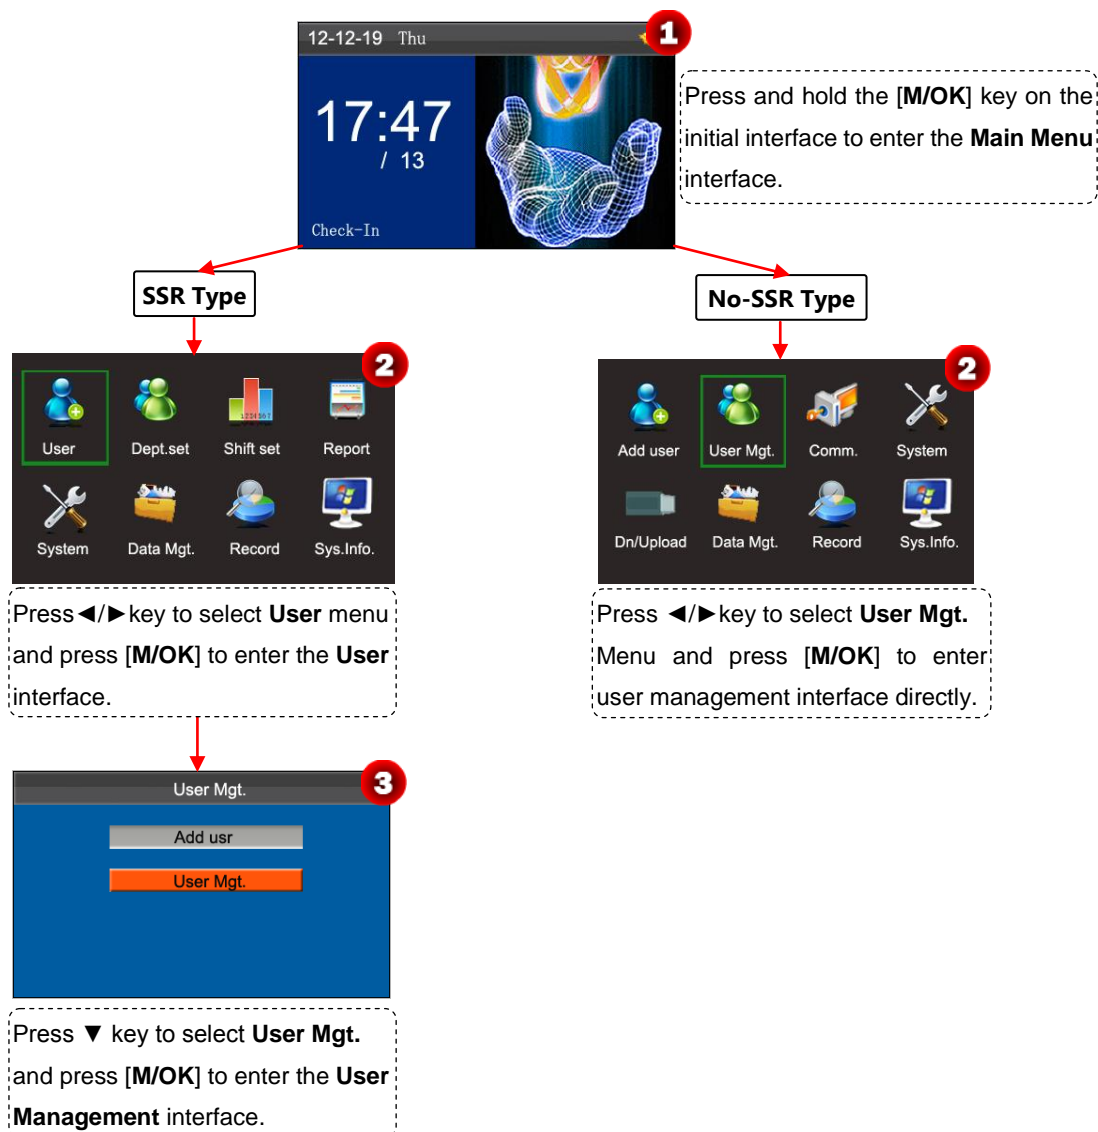 12-12-19 Thu
1
17:47
/ 13
Check-In
Press and hold the [M/OK] key on the
initial interface to enter the Main Menu
interface.
SSR Type
No-SSR Type
2
User Dept.set Shift set Report
System Data Mgt. Record Sys.Info.
2
Add user User Mgt. Comm. System
Dn/Upload Data Mgt. Record Sys.Info.
Press◄/►key to select User menu
and press [M/OK] to enter the User
interface.
Press ◄/►key to select User Mgt.
Menu and press [M/OK] to enter
user management interface directly.
User Mgt.
3
Add usr
User Mgt.
Press ▼ key to select User Mgt.
and press [M/OK] to enter the User
Management interface.